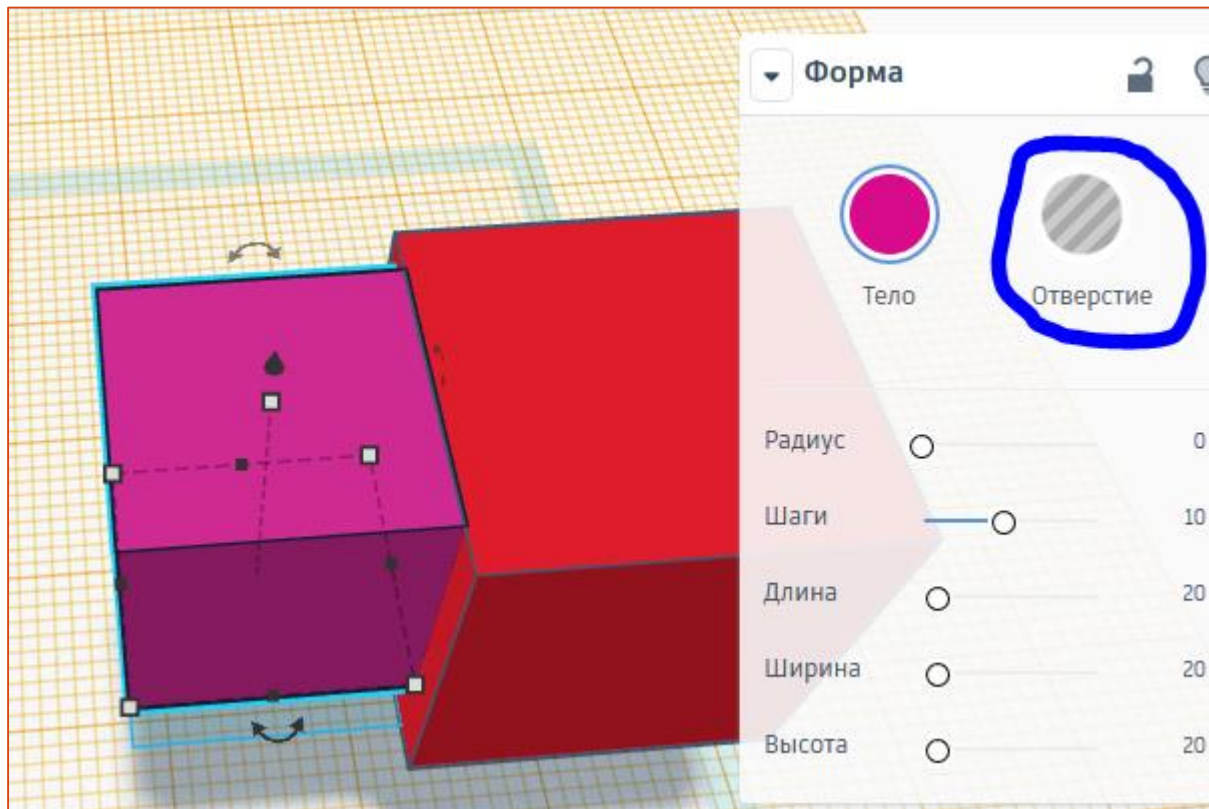 Форма
Тело
Отверстие
Радиус 0
Шаги 10
Длина 20
Ширина 20
Высота 20